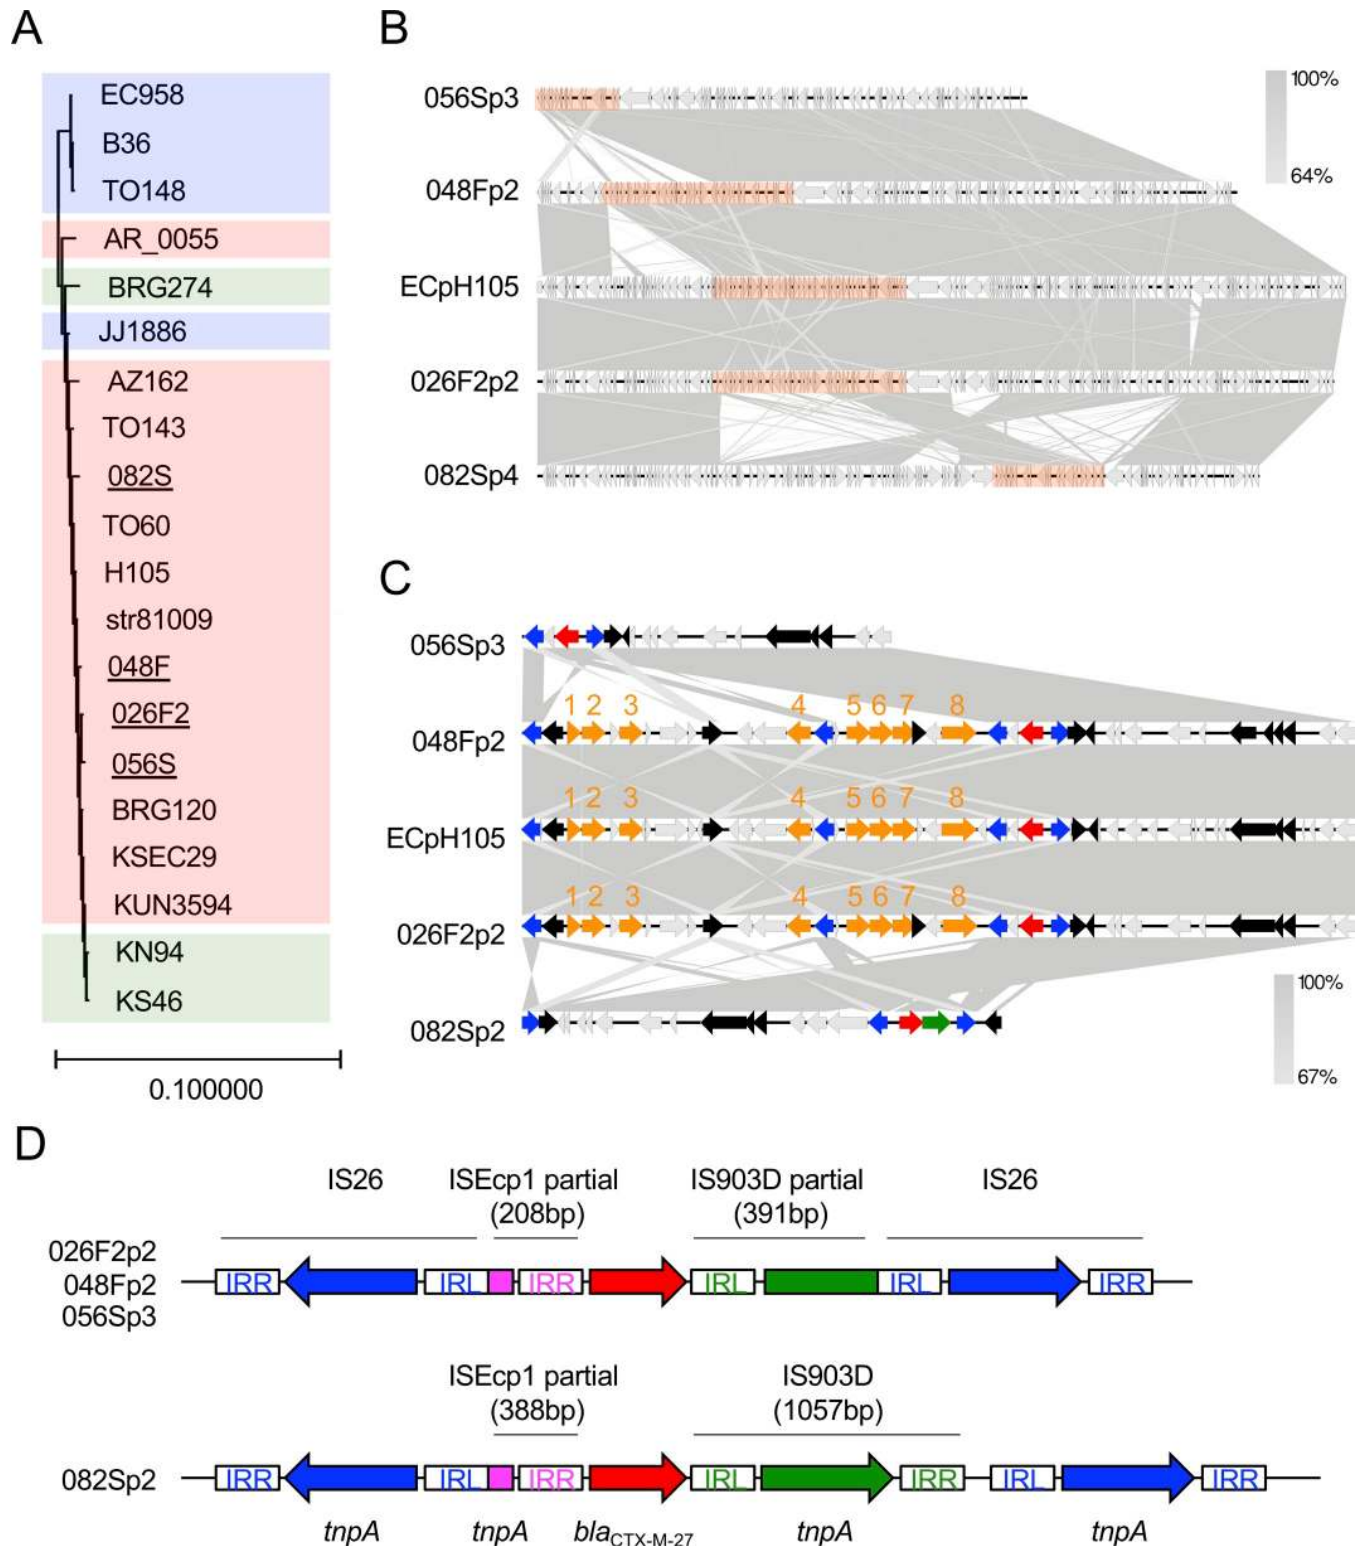 A
EC958
B36
TO148
AR_0055
BRG274
JJ1886
AZ162
TO143
082S
TO60
H105
str81009
048F
026F2
056S
BRG120
KSEC29
KUN3594
KN94
KS46
0.100000
B
056Sp3
048Fp2
ECpH105
026F2p2
082Sp4
100%
64%
C
056Sp3
1 2 3 4 5 6 7 8
048Fp2
1 2 3 4 5 6 7 8
ECpH105
1 2 3 4 5 6 7 8
026F2p2
082Sp2
100%
67%
D
IS26 ISEcp1 partial IS903D partial IS26
(208bp) (391bp)
026F2p2
048Fp2
056Sp3
IRR IRL IRR IRL IRL IRR
ISEcp1 partial IS903D
(388bp) (1057bp)
082Sp2 IRR IRL IRR IRL IRR IRL IRR
tnpA tnpA blaCTX-M-27 tnpA tnpA